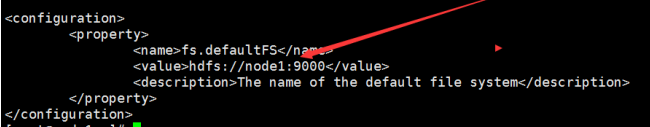 <configuration>
<property>
<name>fs.defaultFS</name>
<value>hdfs://node1:9000</value>
<description>The name of the default file system</description>
</property>
</configuration>